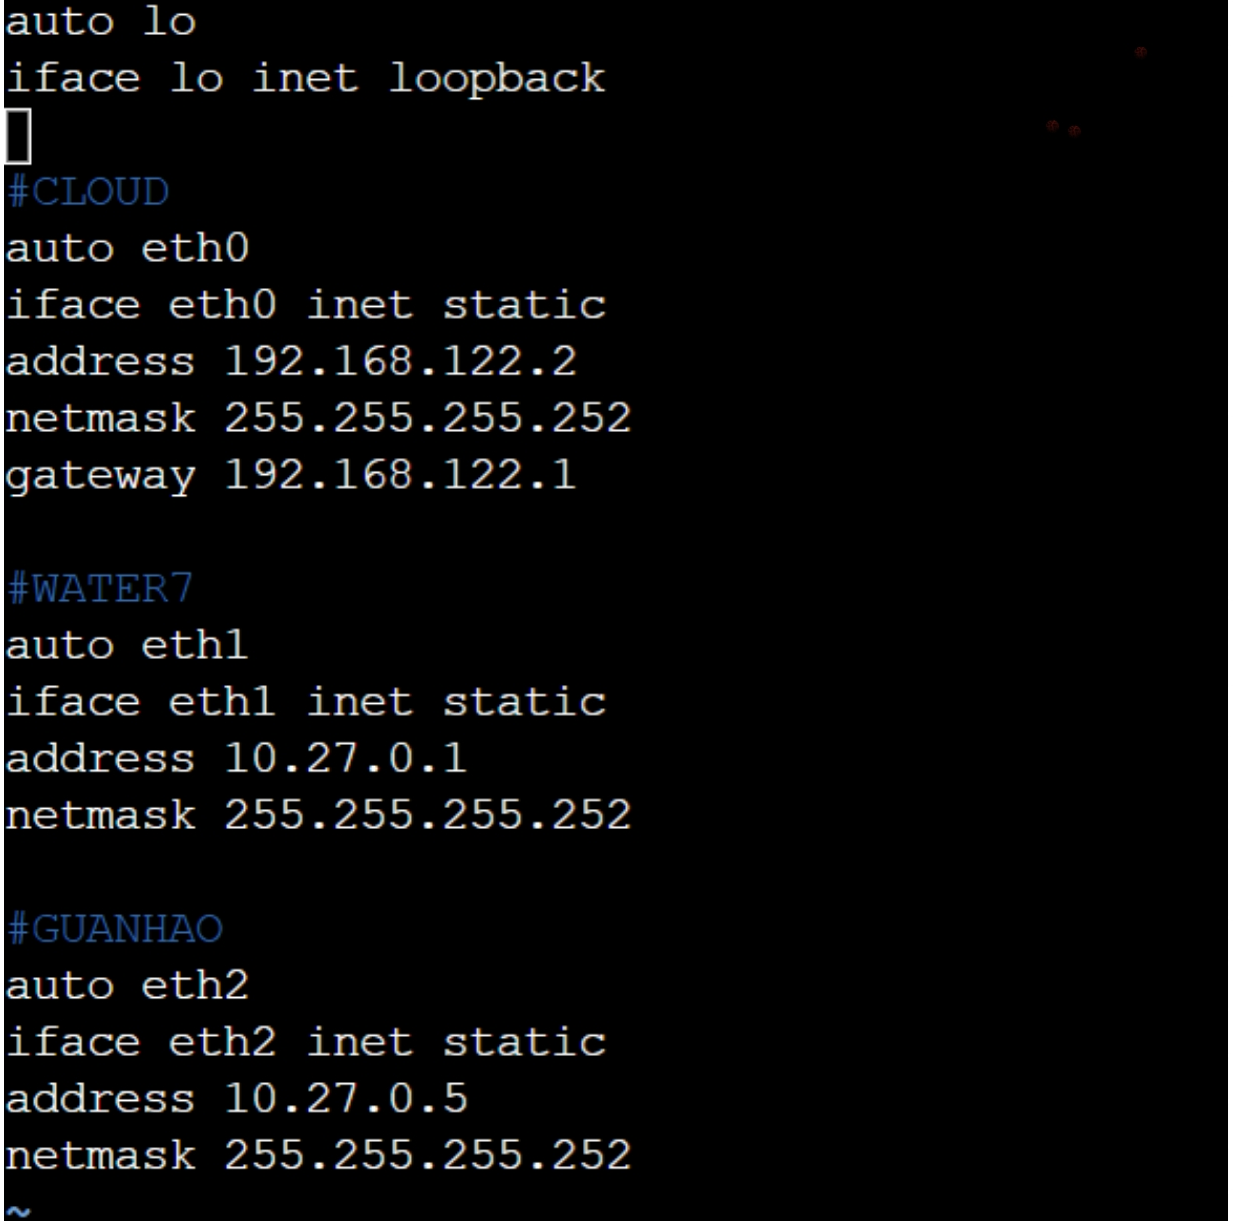 auto lo
iface lo inet loopback
#CLOUD
auto eth0
iface eth0 inet static
address 192.168.122.2
netmask 255.255.255.252
gateway 192.168.122.1
#WATER7
auto eth1
iface eth1 inet static
address 10.27.0.1
netmask 255.255.255.252
#GUANHAO
auto eth2
iface eth2 inet static
address 10.27.0.5
netmask 255.255.255.252
~